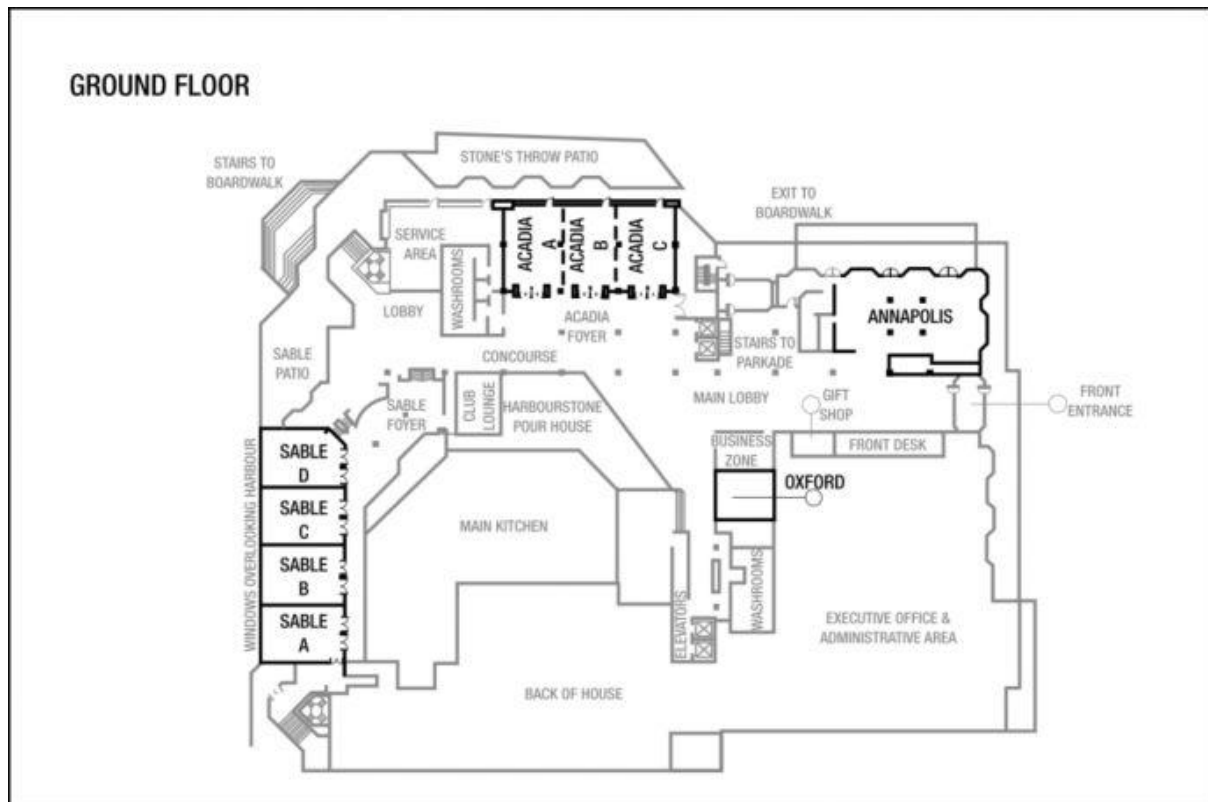 GROUND FLOOR
STONE'S THROW PATIO
STAIRS TO
BOARDWALK
EXIT TO
BOARDWALK
SERVICE
AREA
WASHROOMS
ACADIA
A
ACADIA
B
ACADIA
C
LOBBY
ACADIA
FOYER
ANNAPOLIS
STAIRS TO
PARKADE
CONCOURSE
SABLE
PATIO
MAIN LOBBY
GIFT
SHOP
FRONT
ENTRANCE
SABLE
FOYER
CLUB
LOUNGE
HARBOURSTONE
POUR HOUSE
BUSINESS
ZONE
FRONT DESK
WINDOWS OVERLOOKING HARBOUR
SABLE
D
OXFORD
SABLE
C
MAIN KITCHEN
SABLE
B
SABLE
A
ELEVATORS
WASHROOMS
EXECUTIVE OFFICE &
ADMINISTRATIVE AREA
BACK OF HOUSE